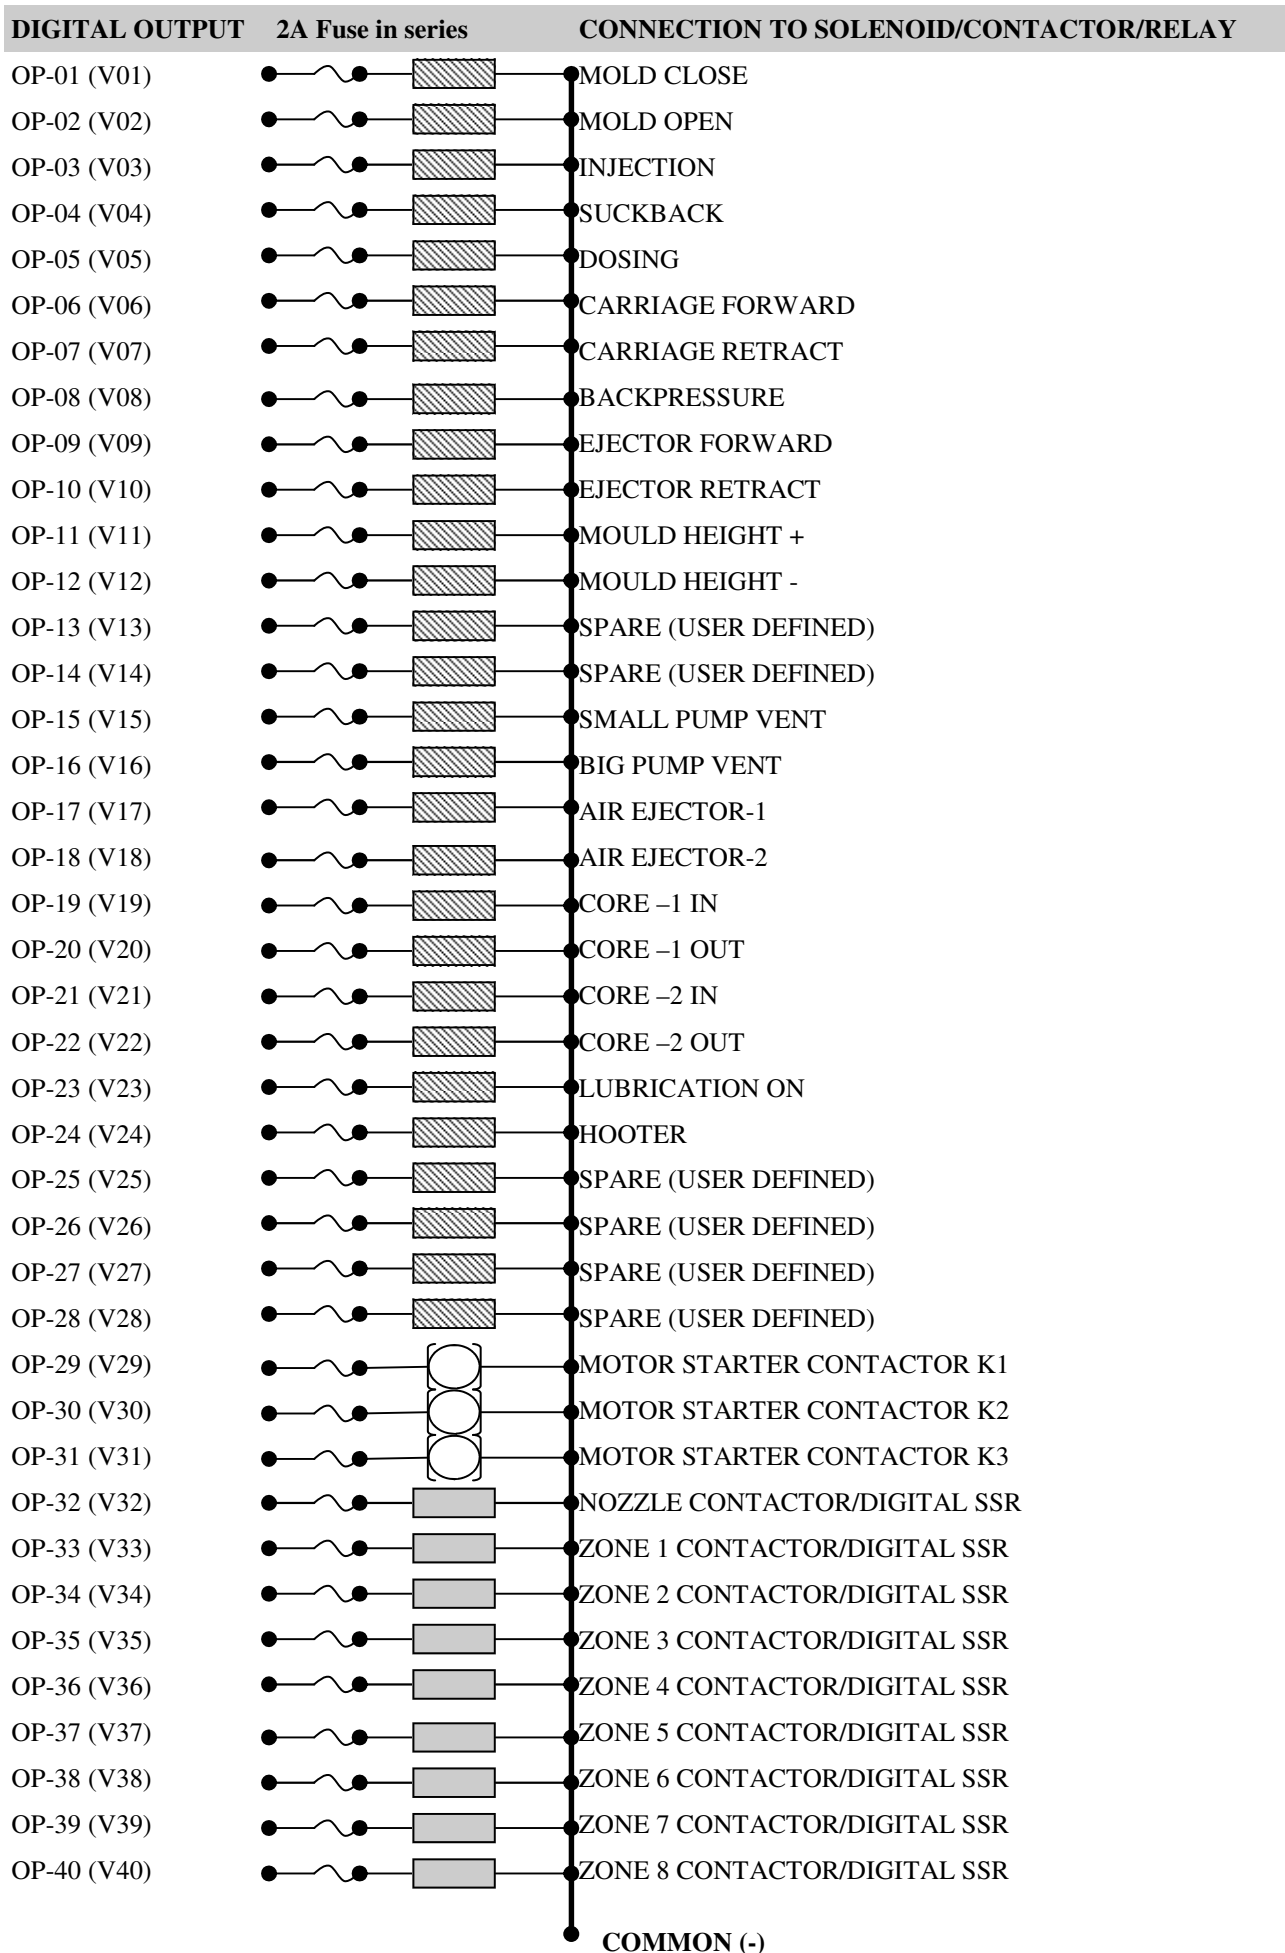 DIGITAL OUTPUT 2A Fuse in series CONNECTION TO SOLENOID/CONTACTOR/RELAY
OP-01 (V01) MOLD CLOSE
OP-02 (V02) MOLD OPEN
OP-03 (V03) INJECTION
OP-04 (V04) SUCKBACK
OP-05 (V05) DOSING
OP-06 (V06) CARRIAGE FORWARD
OP-07 (V07) CARRIAGE RETRACT
OP-08 (V08) BACKPRESSURE
OP-09 (V09) EJECTOR FORWARD
OP-10 (V10) EJECTOR RETRACT
OP-11 (V11) MOULD HEIGHT +
OP-12 (V12) MOULD HEIGHT -
OP-13 (V13) SPARE (USER DEFINED)
OP-14 (V14) SPARE (USER DEFINED)
OP-15 (V15) SMALL PUMP VENT
OP-16 (V16) BIG PUMP VENT
OP-17 (V17) AIR EJECTOR-1
OP-18 (V18) AIR EJECTOR-2
OP-19 (V19) CORE –1 IN
OP-20 (V20) CORE –1 OUT
OP-21 (V21) CORE –2 IN
OP-22 (V22) CORE –2 OUT
OP-23 (V23) LUBRICATION ON
OP-24 (V24) HOOTER
OP-25 (V25) SPARE (USER DEFINED)
OP-26 (V26) SPARE (USER DEFINED)
OP-27 (V27) SPARE (USER DEFINED)
OP-28 (V28) SPARE (USER DEFINED)
OP-29 (V29) MOTOR STARTER CONTACTOR K1
OP-30 (V30) MOTOR STARTER CONTACTOR K2
OP-31 (V31) MOTOR STARTER CONTACTOR K3
OP-32 (V32) NOZZLE CONTACTOR/DIGITAL SSR
OP-33 (V33) ZONE 1 CONTACTOR/DIGITAL SSR
OP-34 (V34) ZONE 2 CONTACTOR/DIGITAL SSR
OP-35 (V35) ZONE 3 CONTACTOR/DIGITAL SSR
OP-36 (V36) ZONE 4 CONTACTOR/DIGITAL SSR
OP-37 (V37) ZONE 5 CONTACTOR/DIGITAL SSR
OP-38 (V38) ZONE 6 CONTACTOR/DIGITAL SSR
OP-39 (V39) ZONE 7 CONTACTOR/DIGITAL SSR
OP-40 (V40) ZONE 8 CONTACTOR/DIGITAL SSR
COMMON (-)